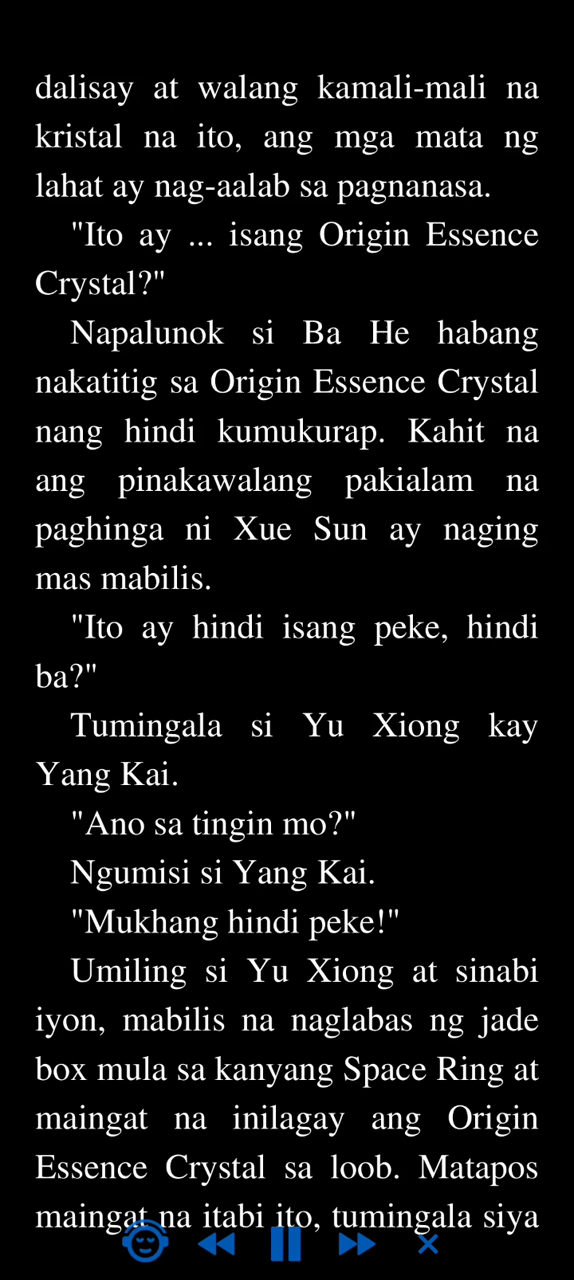 dalisay at walang kamali-mali na
kristal na ito, ang mga mata ng
lahat ay nag-aalab sa pagnanasa.
"Ito ay ... isang Origin Essence
Crystal?"
Napalunok si Ba He habang
nakatitig sa Origin Essence Crystal
nang hindi kumukurap. Kahit na
ang pinakawalang pakialam na
paghinga ni Xue Sun ay naging
mas mabilis.
"Ito ay hindi isang peke, hindi
ba?"
Tumingala si Yu Xiong kay
Yang Kai.
"Ano sa tingin mo?"
Ngumisi si Yang Kai.
"Mukhang hindi peke!"
Umiling si Yu Xiong at sinabi
iyon, mabilis na naglabas ng jade
box mula sa kanyang Space Ring at
maingat na inilagay ang Origin
Essence Crystal sa loob. Matapos
maingat na itabi ito, tumingala siya